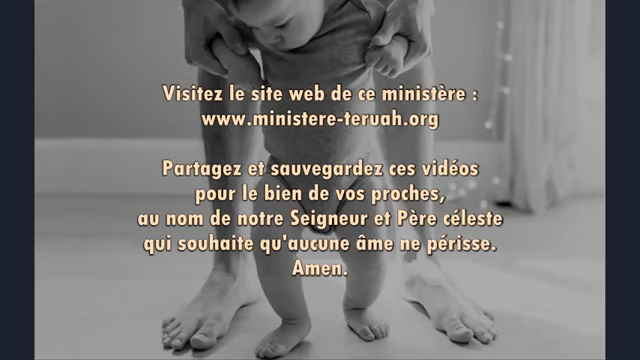 Visitez le site web de ce ministère :
www.ministere-teruah.org
Partagez et sauvegardez ces vidéos
pour le bien de vos proches,
au nom de notre Seigneur et Père céleste
qui souhaite qu'aucune âme ne périsse.
Amen.